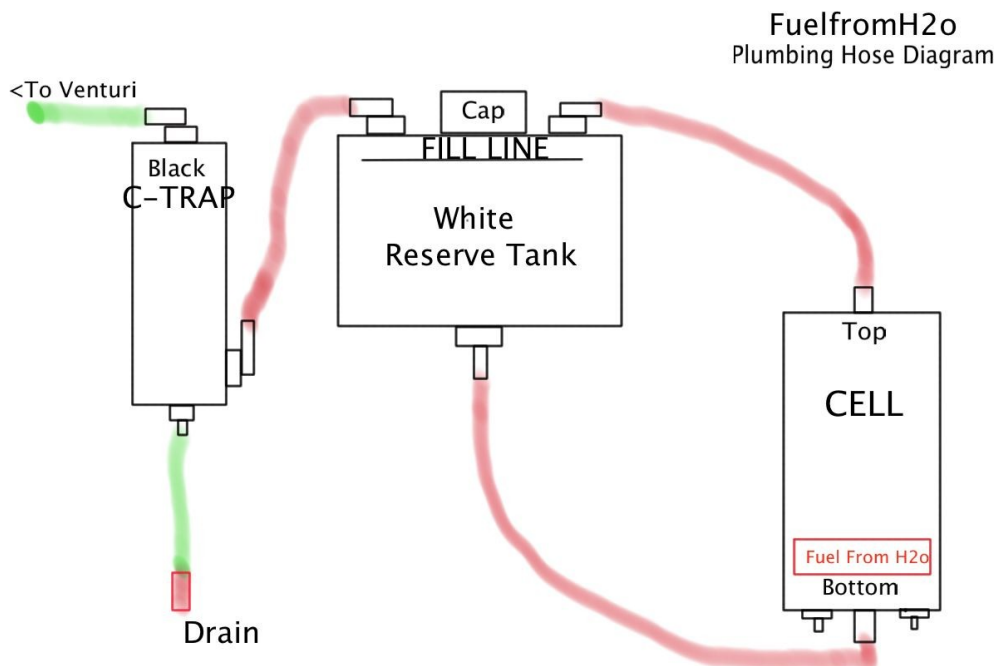 FuelfromH2o
Plumbing Hose Diagram
<To Venturi
Cap
FILL LINE
Black
C-TRAP
White
Reserve Tank
Top
CELL
Fuel From H2o
Bottom
Drain